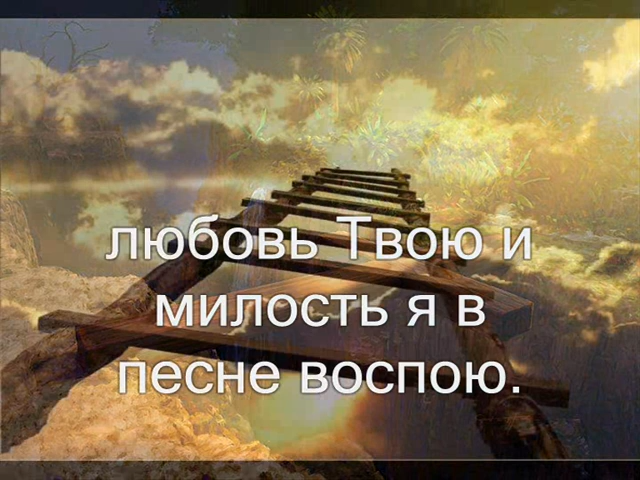 любовь Твою и
милость я в
песне воспою.